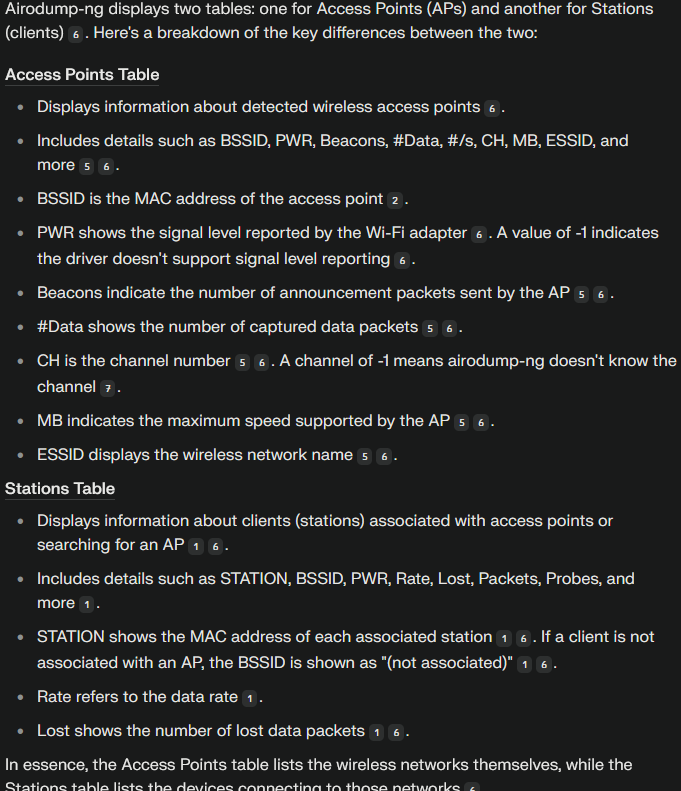 Airodump-ng displays two tables: one for Access Points (APs) and another for Stations
(clients) 6 . Here's a breakdown of the key differences between the two:
Access Points Table
• Displays information about detected wireless access points 6 .
• Includes details such as BSSID, PWR, Beacons, #Data, #/s, CH, MB, ESSID, and
more 5 6 .
• BSSID is the MAC address of the access point 2 .
• PWR shows the signal level reported by the Wi-Fi adapter 6 . A value of -1 indicates
the driver doesn't support signal level reporting 6 .
• Beacons indicate the number of announcement packets sent by the AP 5 6 .
• #Data shows the number of captured data packets 5 6 .
• CH is the channel number 5 6 . A channel of -1 means airodump-ng doesn't know the
channel 7 .
• MB indicates the maximum speed supported by the AP 5 6 .
• ESSID displays the wireless network name 5 6 .
Stations Table
• Displays information about clients (stations) associated with access points or
searching for an AP 1 6 .
• Includes details such as STATION, BSSID, PWR, Rate, Lost, Packets, Probes, and
more 1 .
• STATION shows the MAC address of each associated station 1 6 . If a client is not
associated with an AP, the BSSID is shown as "(not associated)" 1 6 .
• Rate refers to the data rate 1 .
• Lost shows the number of lost data packets 1 6 .
In essence, the Access Points table lists the wireless networks themselves, while the
Stations table lists the devices connecting to those networks 6